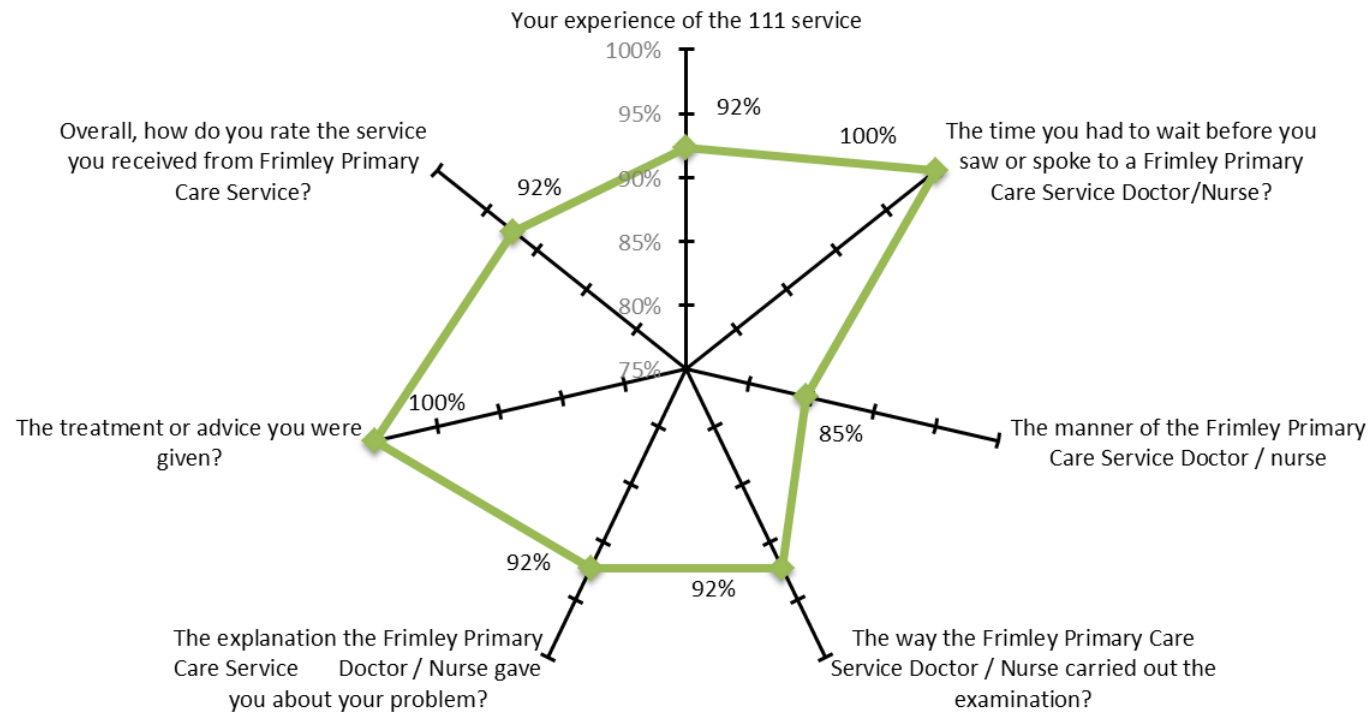 Your experience of the 111 service
100%
95%
90%
85%
80%
75%
92%
100%
The time you had to wait before you
saw or spoke to a Frimley Primary
Care Service Doctor/Nurse?
85%
The manner of the Frimley Primary
Care Service Doctor / nurse
92%
The way the Frimley Primary Care
Service Doctor / Nurse carried out the
examination?
92%
The explanation the Frimley Primary
Care Service Doctor / Nurse gave
you about your problem?
100%
The treatment or advice you were
given?
92%
Overall, how do you rate the service
you received from Frimley Primary
Care Service?